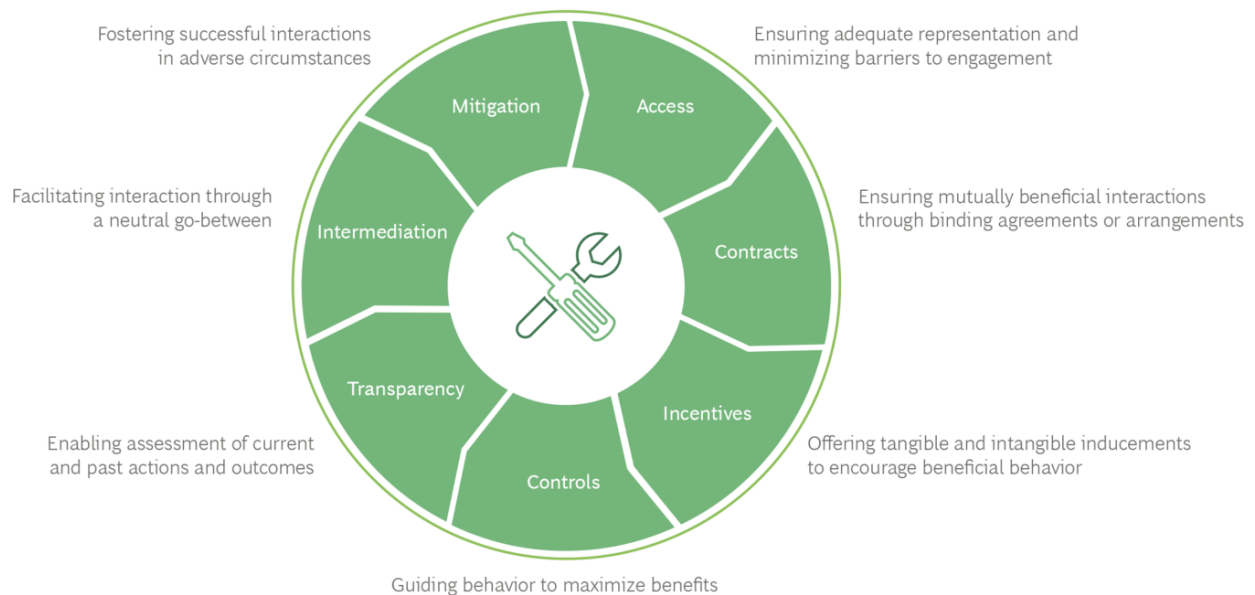 Fostering successful interactions
in adverse circumstances
Ensuring adequate representation and
minimizing barriers to engagement
Mitigation
Access
Facilitating interaction through
a neutral go-between
Ensuring mutually beneficial interactions
through binding agreements or arrangements
Intermediation
Contracts
Transparency
Incentives
Enabling assessment of current
and past actions and outcomes
Offering tangible and intangible inducements
to encourage beneficial behavior
Controls
Guiding behavior to maximize benefits